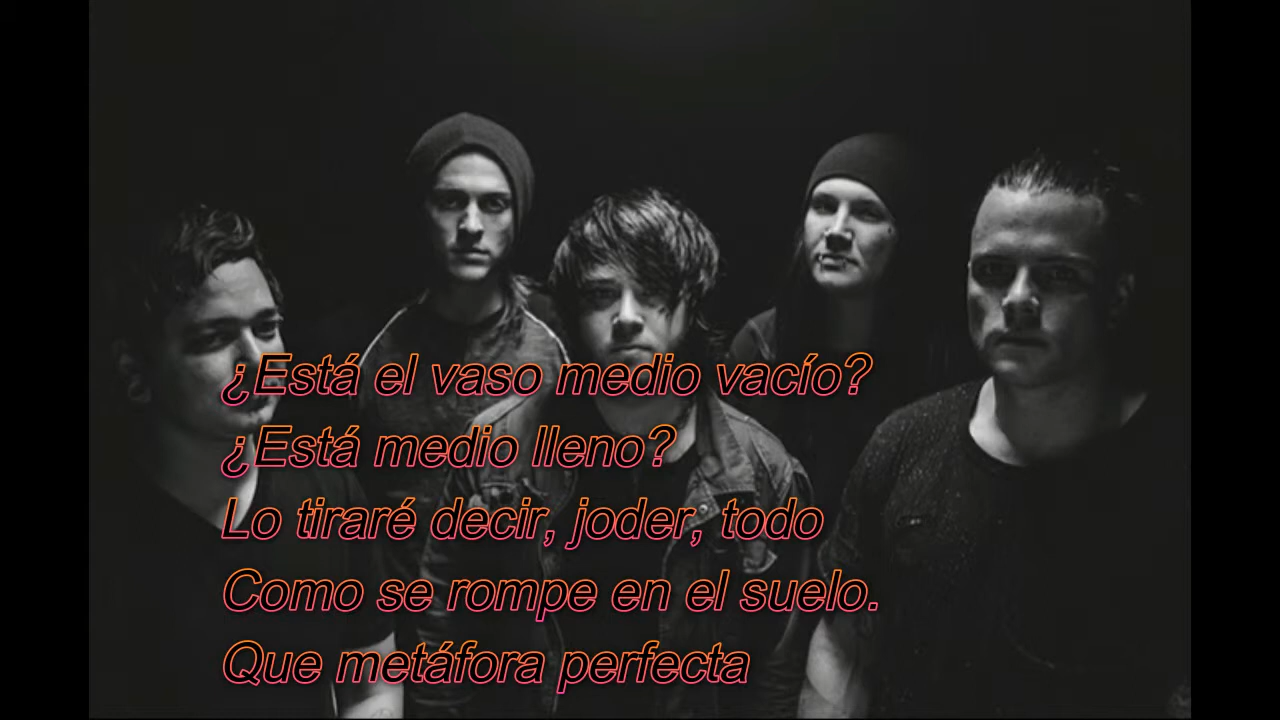 ¿Está el vaso medio vacío?
¿Está medio lleno?
Lo tiraré decir, joder, todo
Como se rompe en el suelo.
Que metáfora perfecta